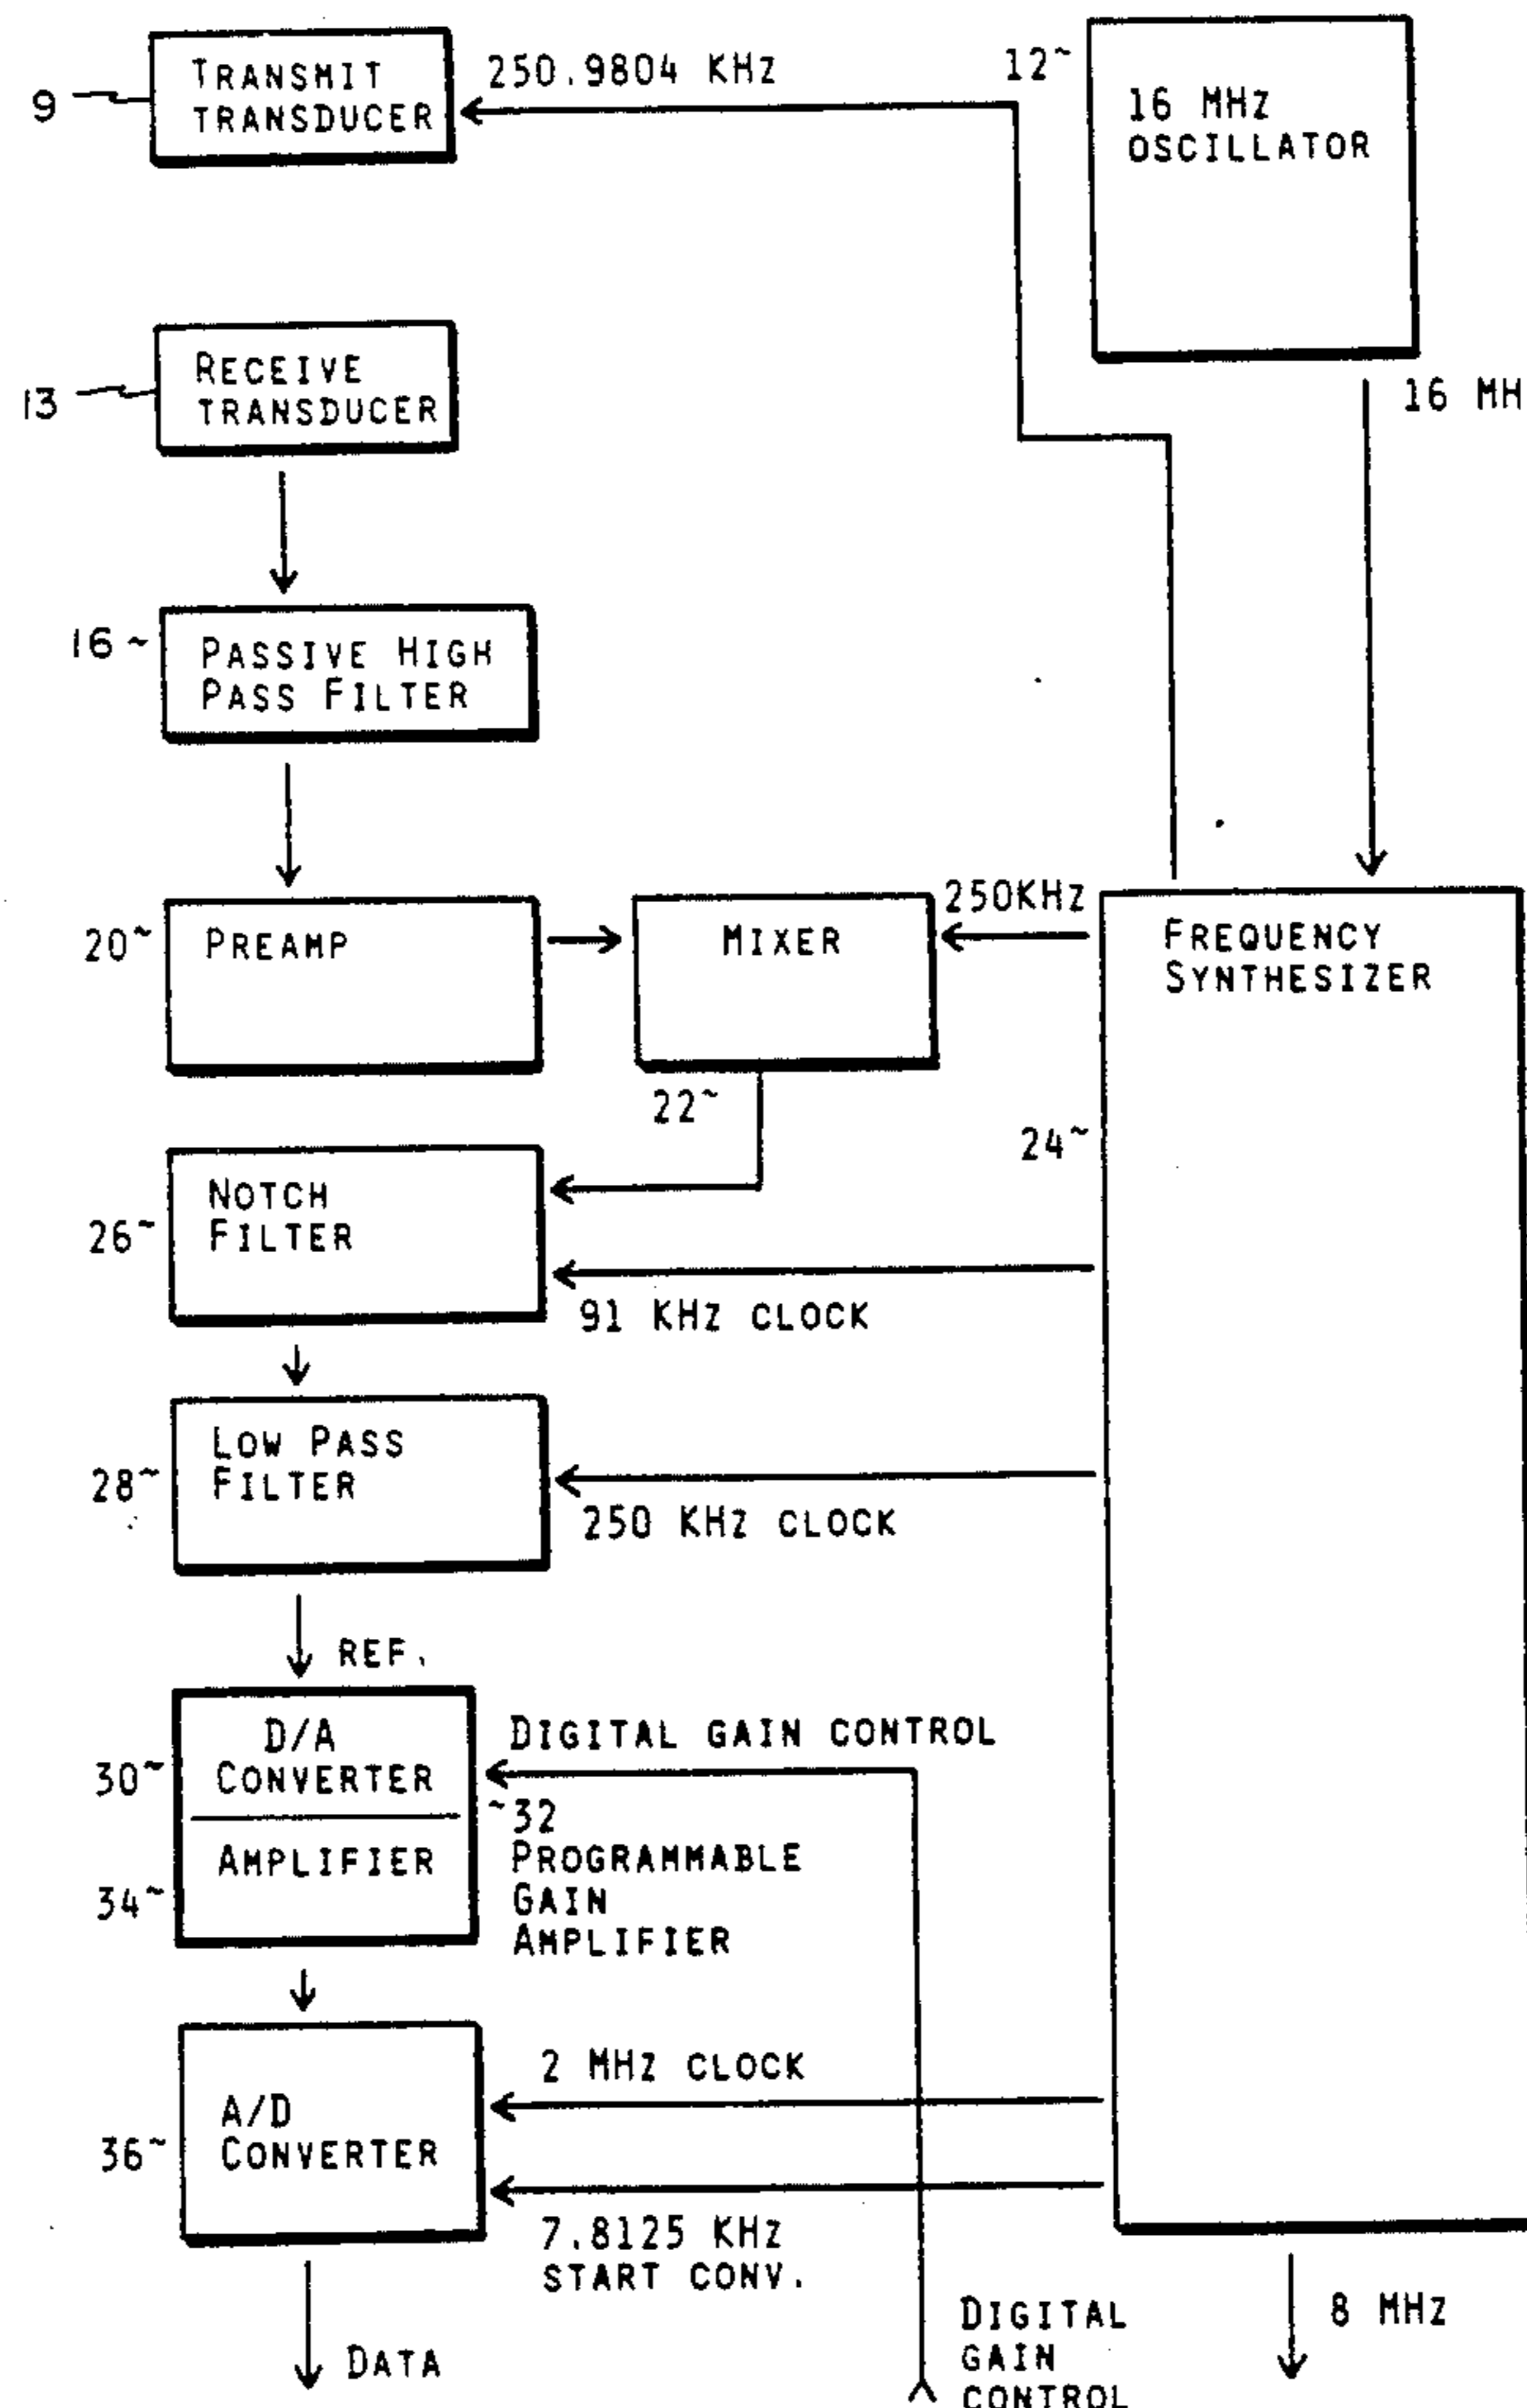 250.9804 KHZ
12~
TRANSMIT
TRANSDUCER
9
16 MHZ
OSCILLATOR
RECEIVE
TRANSDUCER
13
16 MH
16~
PASSIVE HIGH
PASS FILTER
20~
PREAMP
MIXER
250KHZ
FREQUENCY
SYNTHESIZER
22~
24~
NOTCH
FILTER
26~
91 KHZ CLOCK
LOW PASS
FILTER
28~
250 KHZ CLOCK
REF.
D/A
CONVERTER
30~
DIGITAL GAIN CONTROL
~32
PROGRAMMABLE
GAIN
AMPLIFIER
AMPLIFIER
34~
2 MHZ CLOCK
A/D
CONVERTER
36~
7.8125 KHZ
START CONV.
DATA
DIGITAL
GAIN
CONTROL
8 MHZ